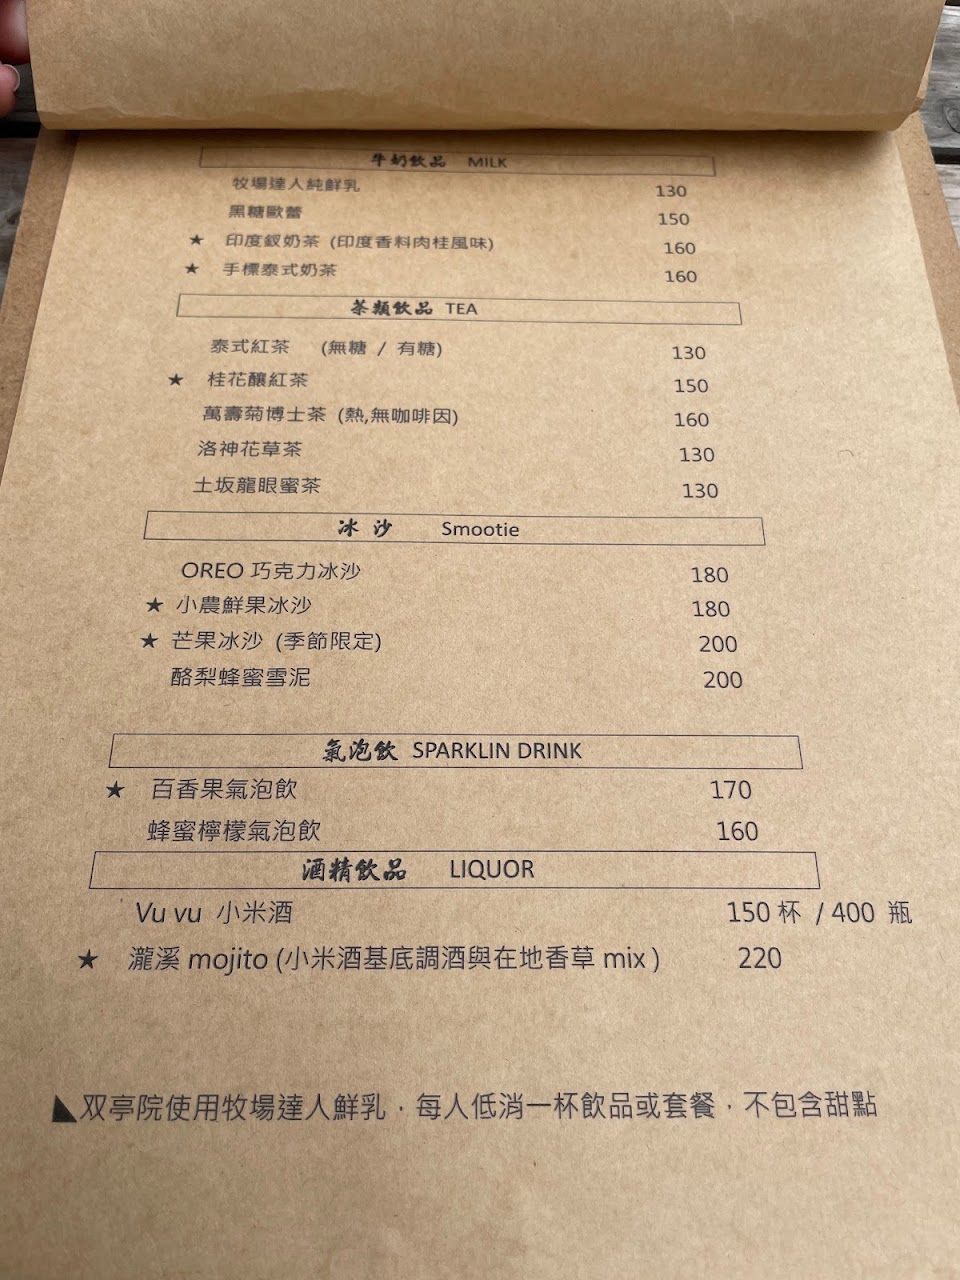 牛奶飲品 MILK
牧場達人純鮮乳 130
黑糖歐蕾 150
★ 印度釵奶茶 (印度香料肉桂風味) 160
★ 手標泰式奶茶 160
茶類飲品 TEA
泰式紅茶 (無糖 / 有糖) 130
★ 桂花釀紅茶 150
萬壽菊博士茶 (熱,無咖啡因) 160
洛神花草茶 130
土坂龍眼蜜茶 130
冰 沙 Smootie
OREO 巧克力冰沙 180
★ 小農鮮果冰沙 180
★ 芒果冰沙 (季節限定) 200
酪梨蜂蜜雪泥 200
氣泡飲 SPARKLIN DRINK
★ 百香果氣泡飲 170
蜂蜜檸檬氣泡飲 160
酒精飲品 LIQUOR
Vu vu 小米酒 150 杯 / 400 瓶
★ 瀧溪 mojito (小米酒基底調酒與在地香草 mix ) 220
◣双亭院使用牧場達人鮮乳，每人低消一杯飲品或套餐，不包含甜點